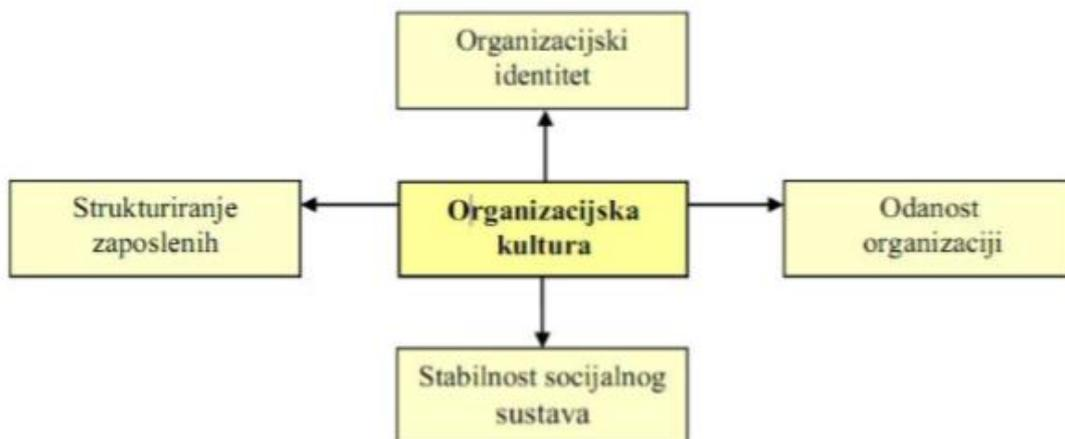 Organizacijski
identitet
Strukturiranje
zaposlenih
Organizacijska
kultura
Odanost
organizaciji
Stabilnost socijalnog
sustava